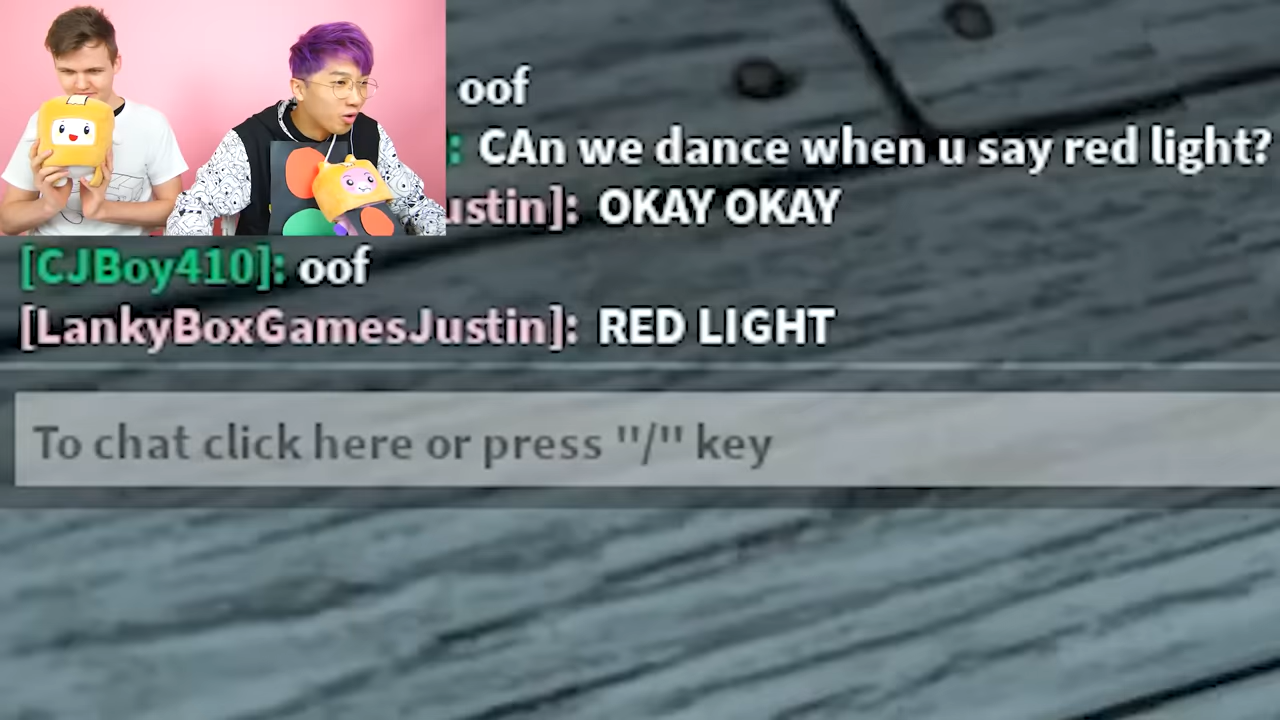 oof
: CAn we dance when u say red light?
ustin]: OKAY OKAY
[CJBoy410]: oof
[LankyBoxGamesJustin]: RED LIGHT
To chat click here or press "/" key